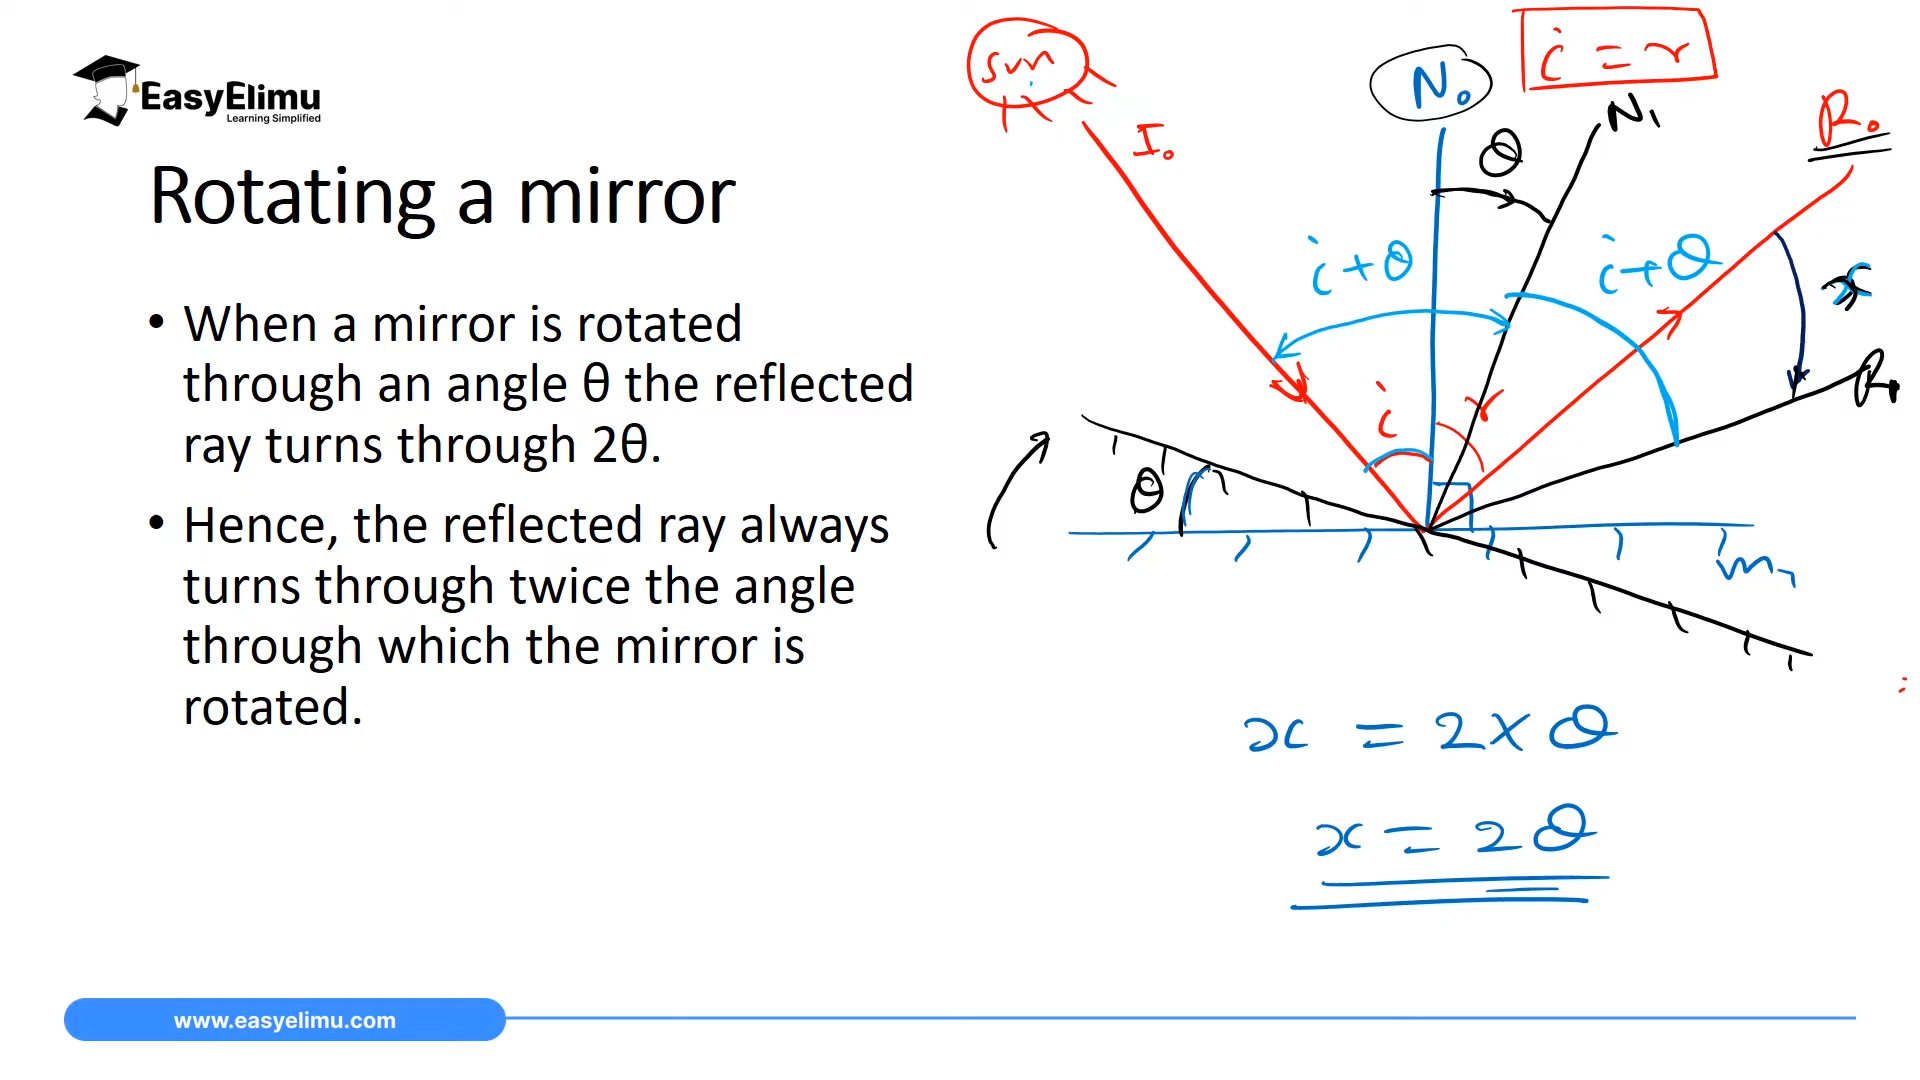 EasyElimu
Learning Simplified
Rotating a mirror
• When a mirror is rotated
through an angle θ the reflected
ray turns through 2θ.
• Hence, the reflected ray always
turns through twice the angle
through which the mirror is
rotated.
sun
I₀
N₀
i = r
θ
N₁
R₀
i + θ
i + θ
x
R₁
i
r
θ
x = 2 × θ
x = 2θ
www.easyelimu.com